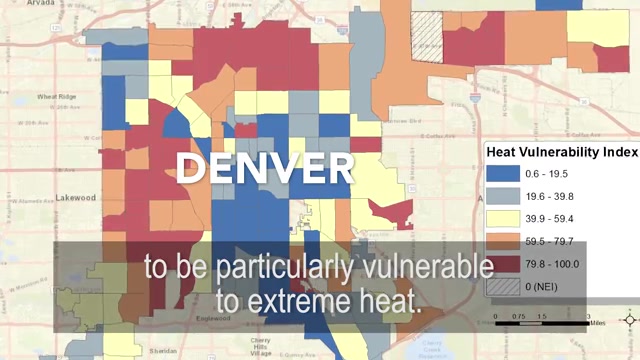 Arvada
Wheat Ridge
DENVER
Lakewood
Heat Vulnerability Index
0.6 - 19.5
19.6 - 39.8
39.9 - 59.4
59.5 - 79.7
79.8 - 100.0
0 (NEI)
to be particularly vulnerable
to extreme heat.
0 0.75 1.5 3
Miles
Englewood
Sheridan
Cherry
Hills
Village